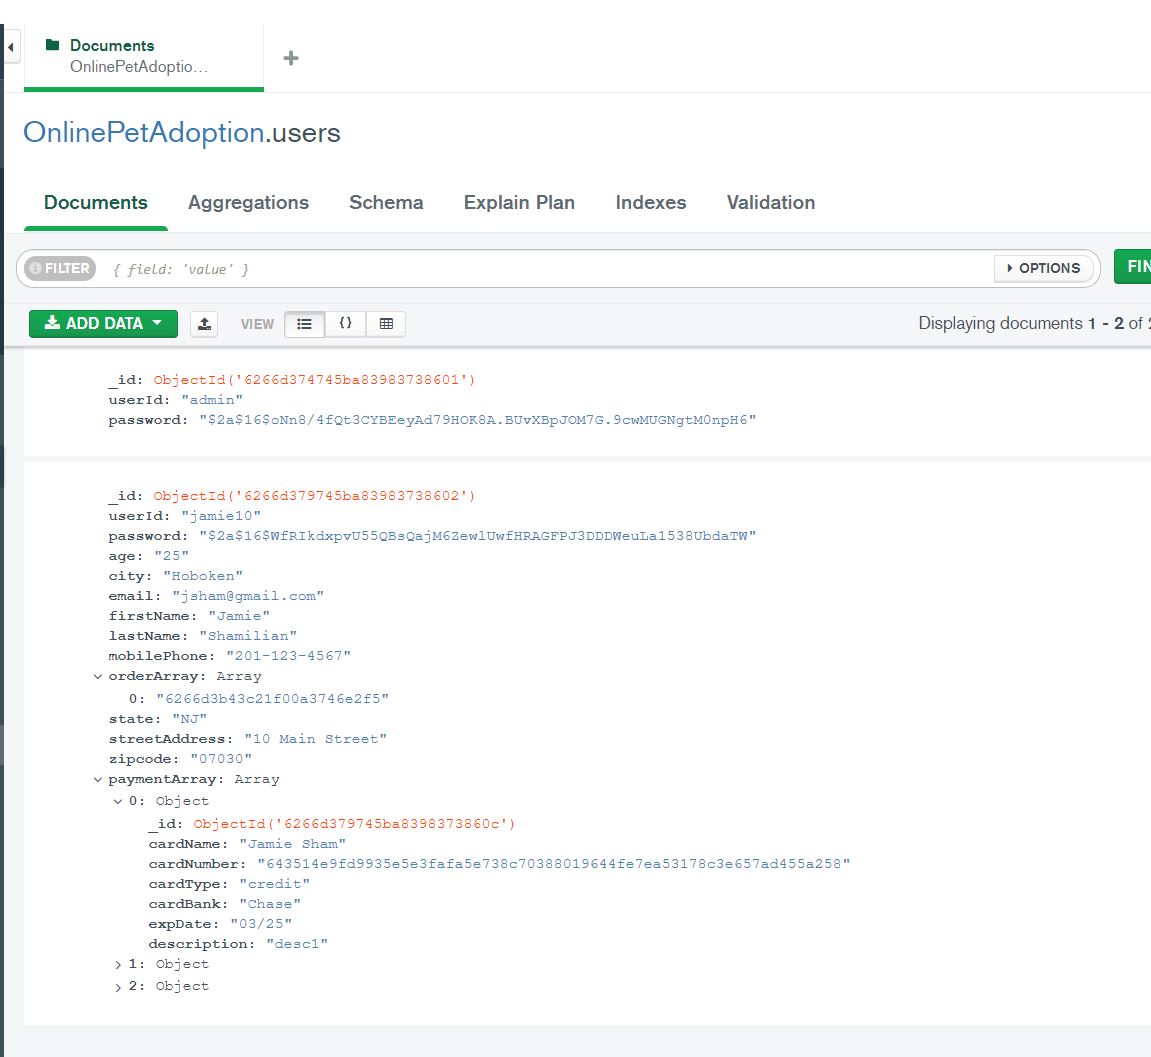 Documents
OnlinePetAdoptio...
OnlinePetAdoption.users
Documents Aggregations Schema Explain Plan Indexes Validation
FILTER { field: 'value' } OPTIONS FIN
ADD DATA VIEW {} Displaying documents 1 - 2 of 2
_id: ObjectId('6266d374745ba83983738601')
userId: "admin"
password: "$2a$16$oNn8/4fQt3CYBEeyAd79HOK8A.BUvXBpJOM7G.9cwMUGNgtM0npH6"
_id: ObjectId('6266d379745ba83983738602')
userId: "jamie10"
password: "$2a$16$WfRIkdxpvU55QBsQajM6ZewlUwfHRAGFPJ3DDDWeuLa1538UbdaTW"
age: "25"
city: "Hoboken"
email: "jsham@gmail.com"
firstName: "Jamie"
lastName: "Shamilian"
mobilePhone: "201-123-4567"
orderArray: Array
0: "6266d3b43c21f00a3746e2f5"
state: "NJ"
streetAddress: "10 Main Street"
zipcode: "07030"
paymentArray: Array
0: Object
_id: ObjectId('6266d379745ba8398373860c')
cardName: "Jamie Sham"
cardNumber: "643514e9fd9935e5e3fafa5e738c70388019644fe7ea53178c3e657ad455a258"
cardType: "credit"
cardBank: "Chase"
expDate: "03/25"
description: "desc1"
1: Object
2: Object